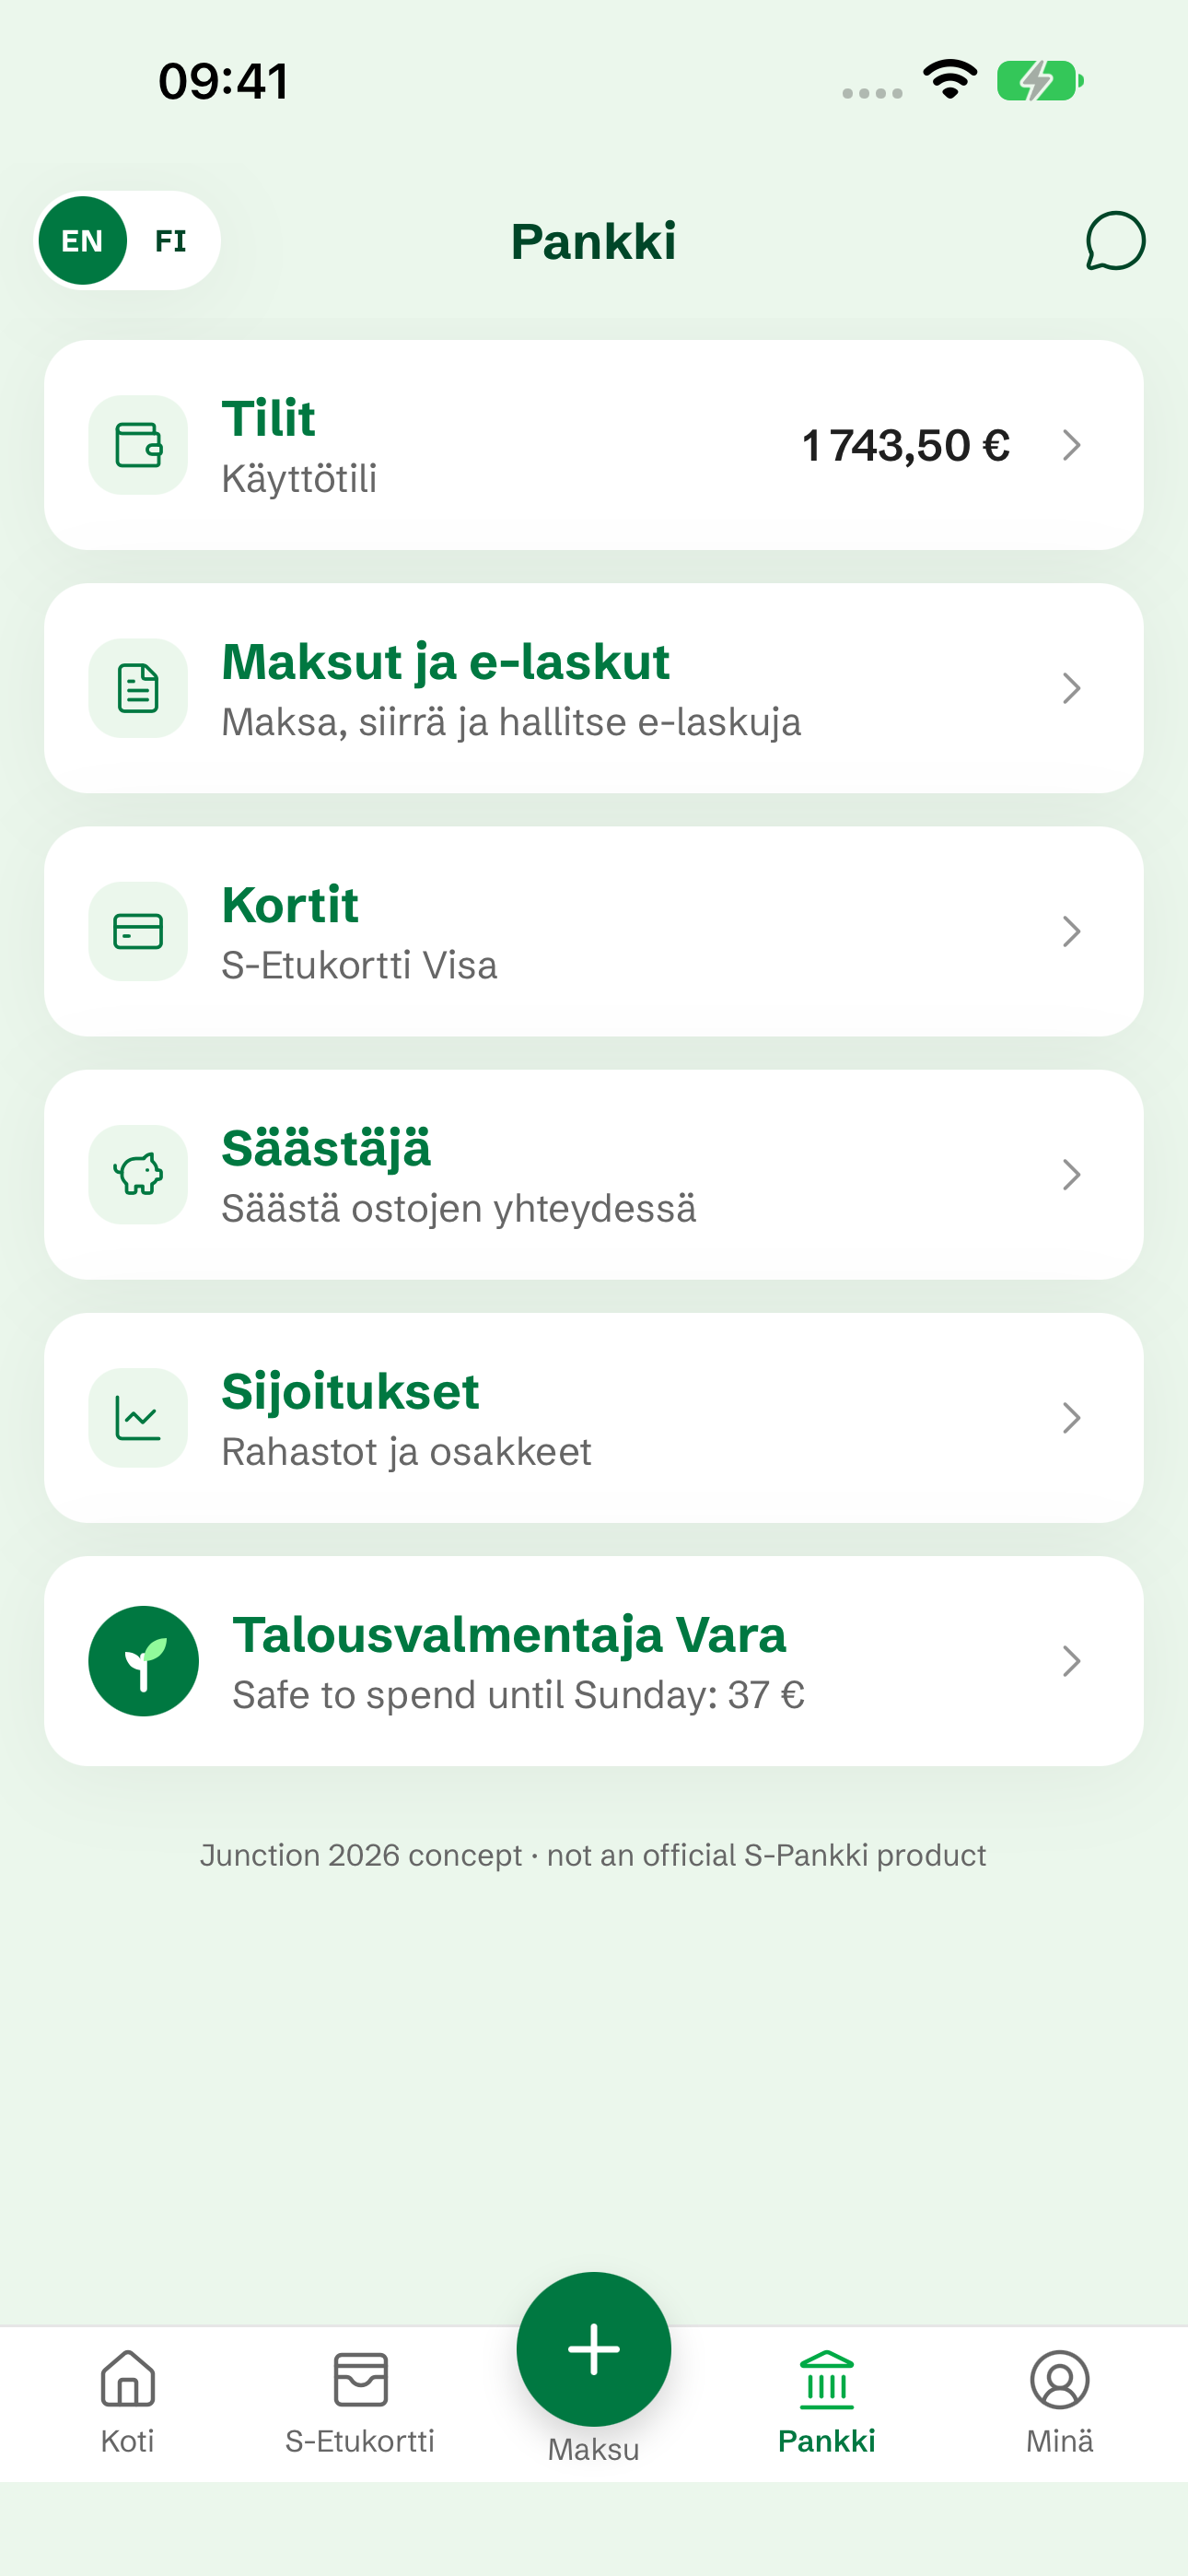 09:41
EN FI
Pankki
Tilit
Käyttötili
1 743,50 €
Maksut ja e-laskut
Maksa, siirrä ja hallitse e-laskuja
Kortit
S-Etukortti Visa
Säästäjä
Säästä ostojen yhteydessä
Sijoitukset
Rahastot ja osakkeet
Talousvalmentaja Vara
Safe to spend until Sunday: 37 €
Junction 2026 concept · not an official S-Pankki product
Koti
S-Etukortti
Maksu
Pankki
Minä